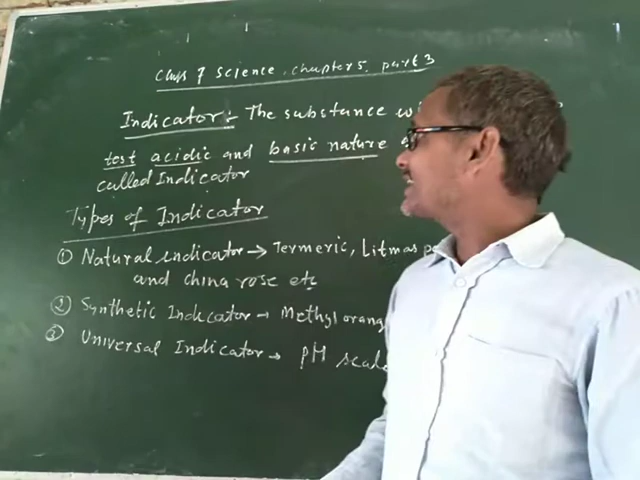 Class 7 Science, chapter 5, part 3
Indicator:- The substance
test acidic and basic nature
called Indicator
Types of Indicator
① Natural indicator → Termeric, Litmas
and china rose etc
② Synthetic Indicator → Methyl orang
③ Universal Indicator → pH scale